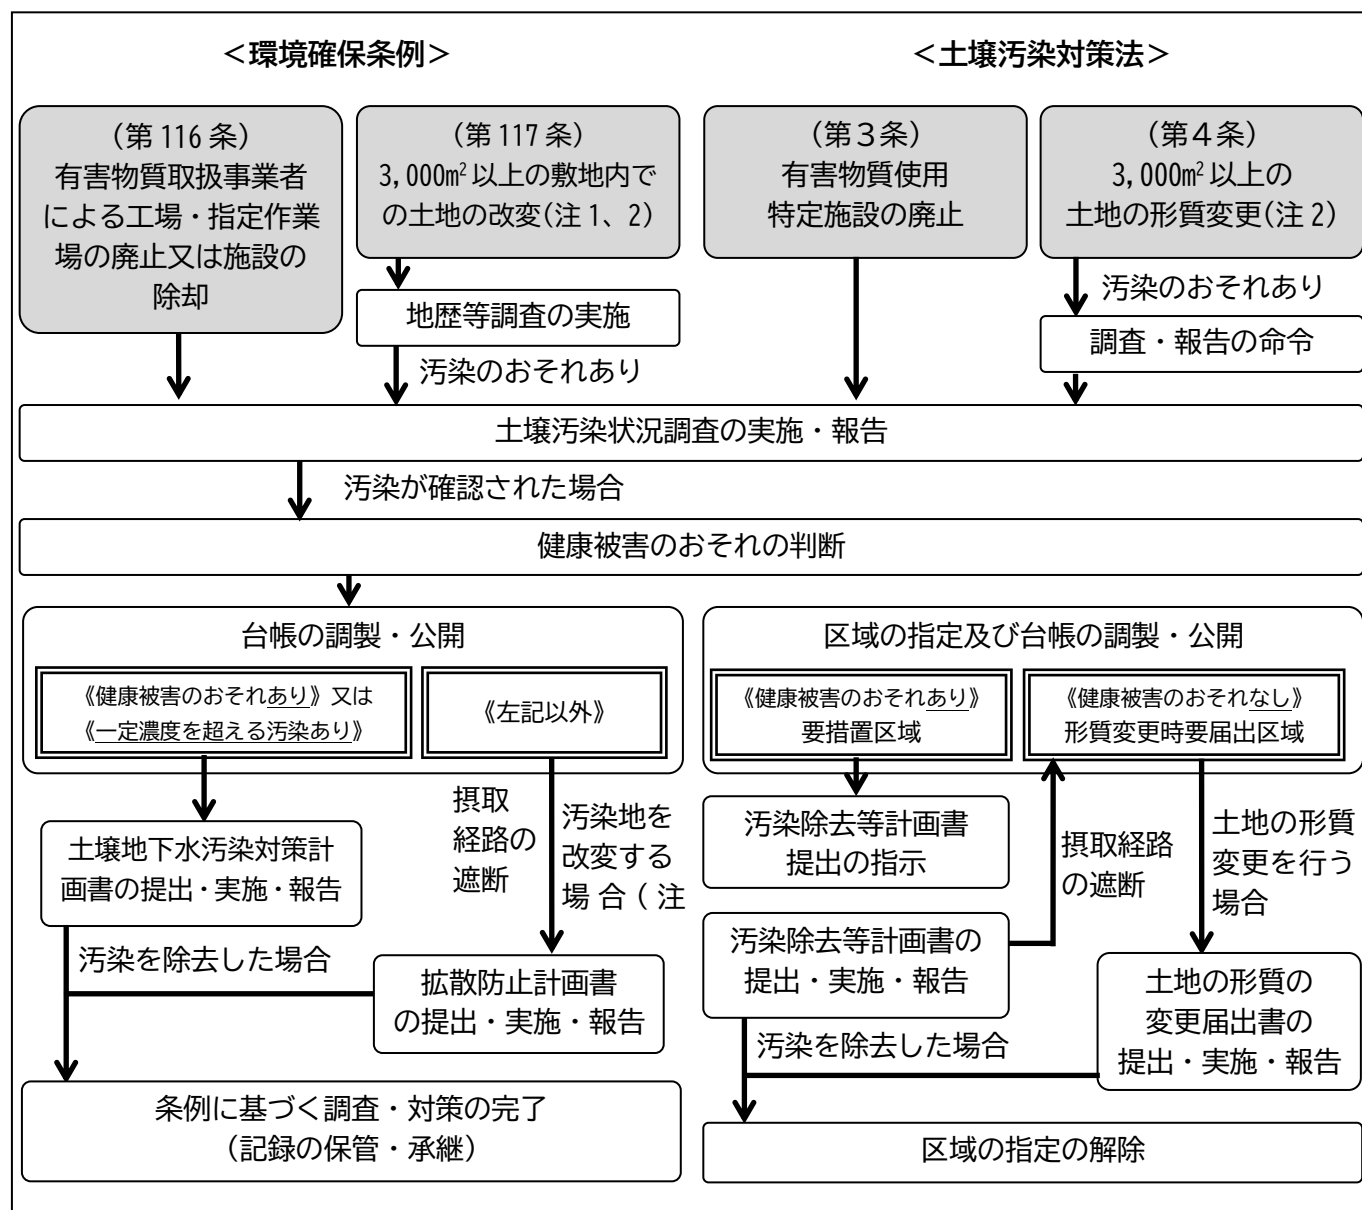 ＜環境確保条例＞
＜土壌汚染対策法＞
（第 116 条）
有害物質取扱事業者
による工場・指定作業
場の廃止又は施設の
除却
（第 117 条）
3,000m²以上の敷地内で
の土地の改変(注 1、2)
（第３条）
有害物質使用
特定施設の廃止
（第４条）
3,000m²以上の
土地の形質変更(注 2)
地歴等調査の実施
汚染のおそれあり
汚染のおそれあり
調査・報告の命令
土壌汚染状況調査の実施・報告
汚染が確認された場合
健康被害のおそれの判断
台帳の調製・公開
《健康被害のおそれあり》又は
《一定濃度を超える汚染あり》
《左記以外》
区域の指定及び台帳の調製・公開
《健康被害のおそれあり》
要措置区域
《健康被害のおそれなし》
形質変更時要届出区域
土壌地下水汚染対策計
画書の提出・実施・報告
摂取
経路の
遮断
汚染地を
改変する
場 合 ( 注
汚染除去等計画書
提出の指示
摂取経路
の遮断
土地の形質
変更を行う
場合
汚染を除去した場合
拡散防止計画書
の提出・実施・報告
汚染除去等計画書の
提出・実施・報告
汚染を除去した場合
土地の形質の
変更届出書の
提出・実施・報告
条例に基づく調査・対策の完了
（記録の保管・承継）
区域の指定の解除